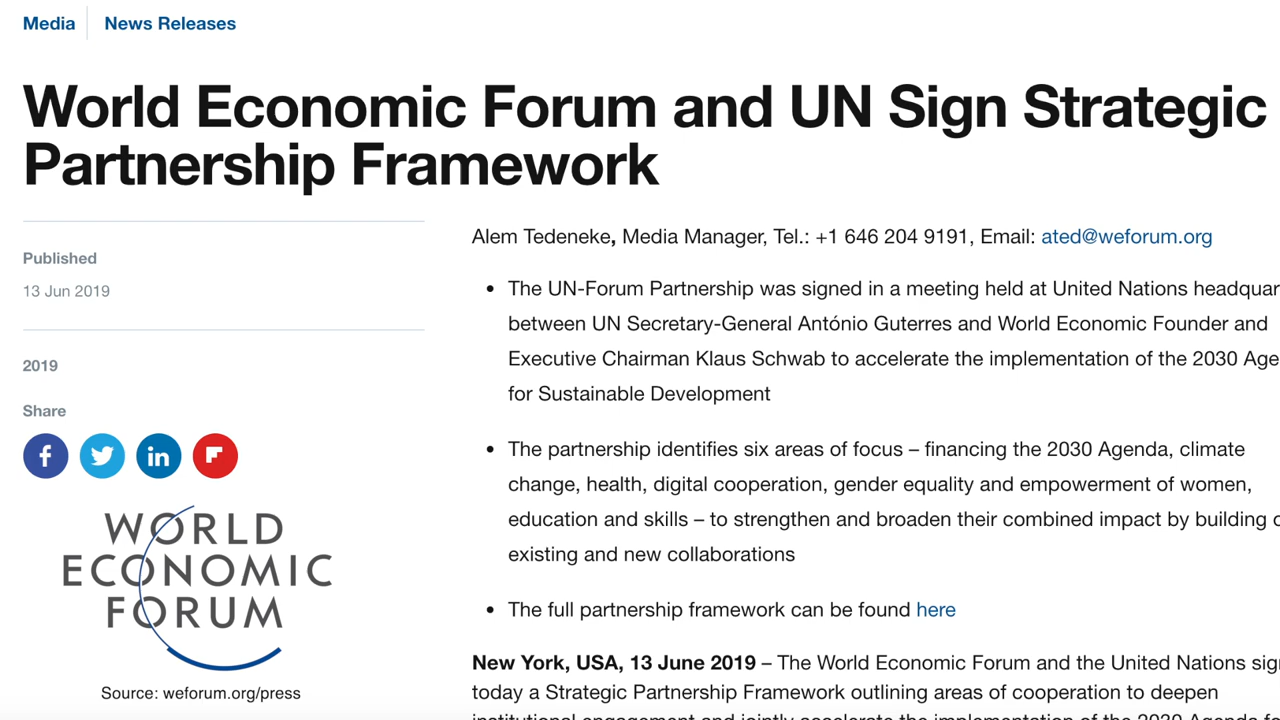 Media
News Releases
World Economic Forum and UN Sign Strategic
Partnership Framework
Published
13 Jun 2019
2019
Share
WORLD
ECONOMIC
FORUM
Source: weforum.org/press
Alem Tedeneke, Media Manager, Tel.: +1 646 204 9191, Email: ated@weforum.org
• The UN-Forum Partnership was signed in a meeting held at United Nations
between UN Secretary-General António Guterres and World Economic Founder and
Executive Chairman Klaus Schwab to accelerate the implementation of the 2030
for Sustainable Development
• The partnership identifies six areas of focus – financing the 2030 Agenda, climate
change, health, digital cooperation, gender equality and empowerment of women,
education and skills – to strengthen and broaden their combined impact by building
existing and new collaborations
• The full partnership framework can be found here
New York, USA, 13 June 2019 – The World Economic Forum and the United Nations
today a Strategic Partnership Framework outlining areas of cooperation to deepen